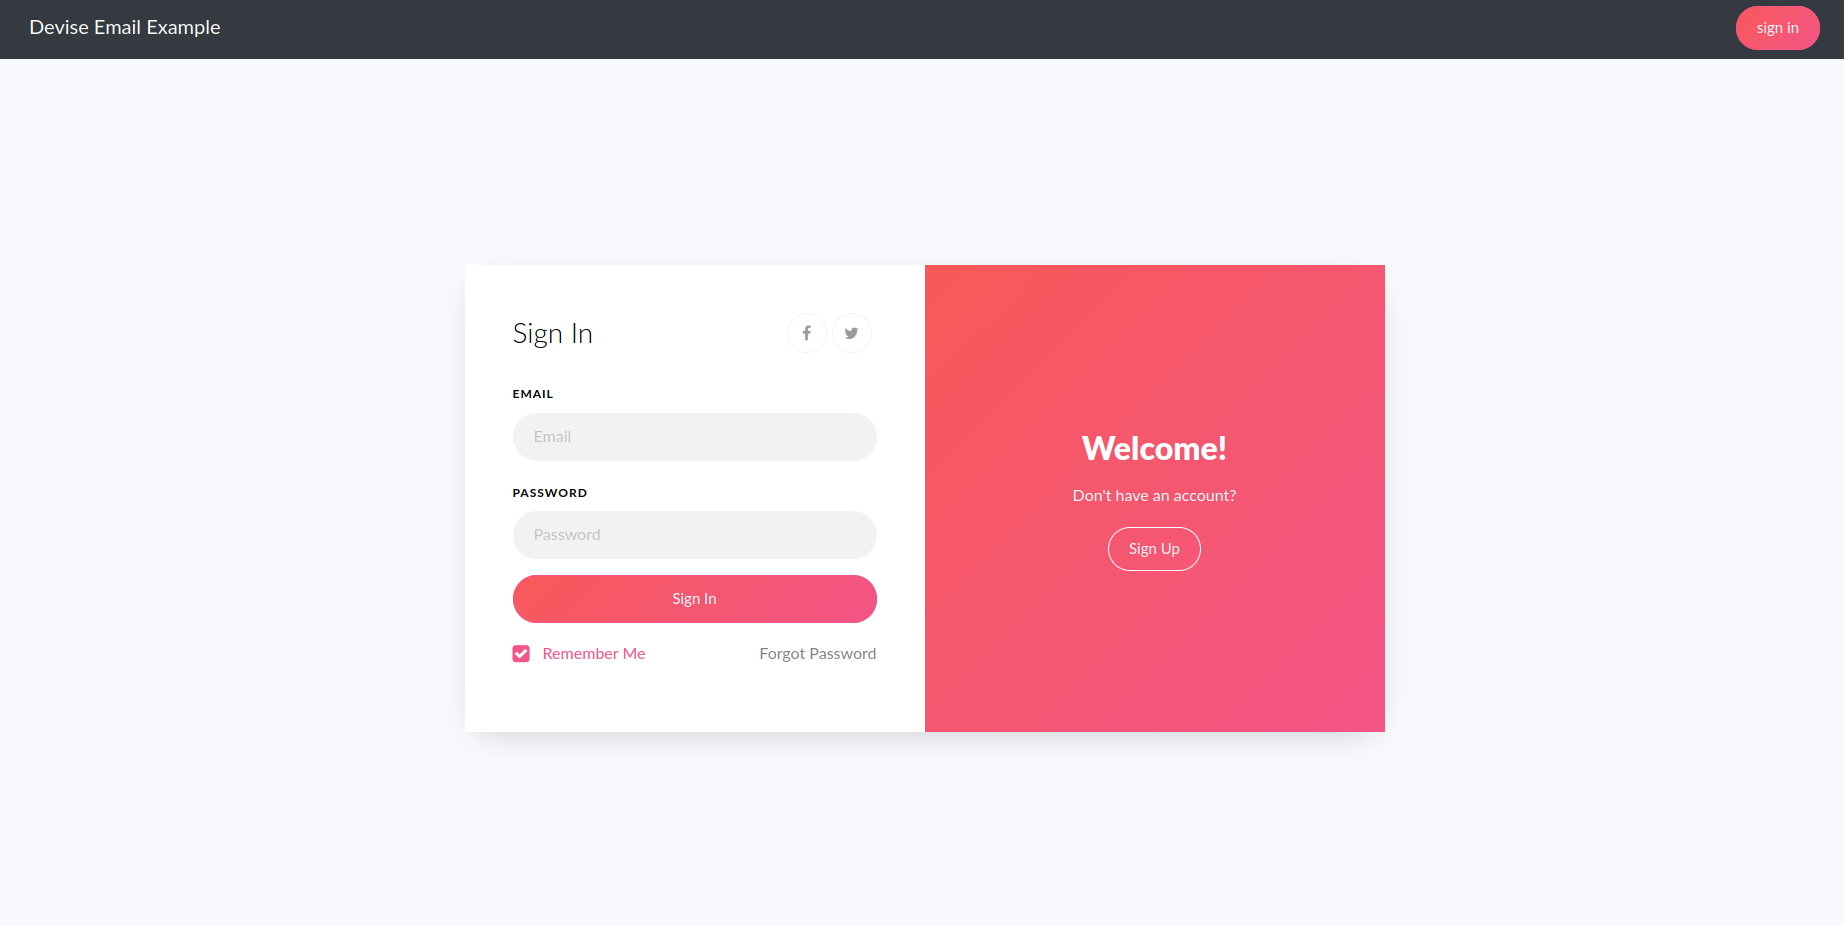 Devise Email Example
sign in
Sign In
EMAIL
Email
PASSWORD
Password
Sign In
Remember Me
Forgot Password
Welcome!
Don't have an account?
Sign Up